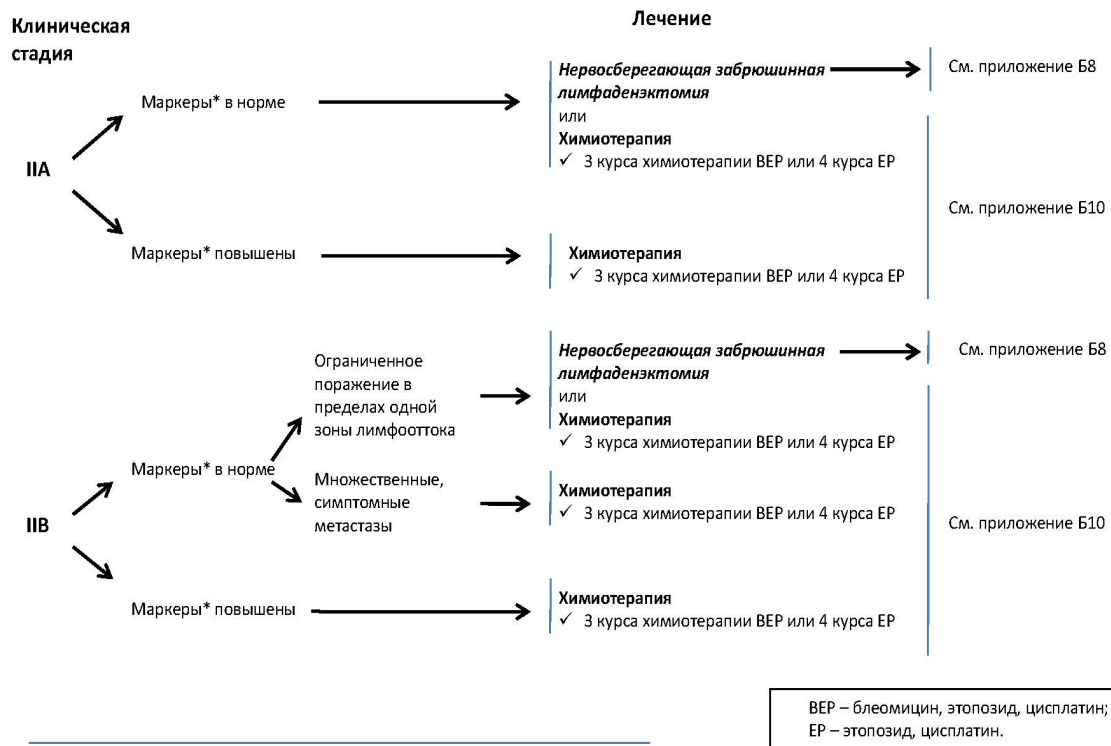 Клиническая
стадия
Лечение
IIA
Маркеры* в норме
Нервосберегающая забрюшинная
лимфаденэктомия
или
Химиотерапия
✓ 3 курса химиотерапии BEP или 4 курса EP
См. приложение Б8
Маркеры* повышены
Химиотерапия
✓ 3 курса химиотерапии BEP или 4 курса EP
См. приложение Б10
IIB
Маркеры* в норме
Ограниченное
поражение в
пределах одной
зоны лимфооттока
Нервосберегающая забрюшинная
лимфаденэктомия
или
Химиотерапия
✓ 3 курса химиотерапии BEP или 4 курса EP
См. приложение Б8
Множественные,
симптомные
метастазы
Химиотерапия
✓ 3 курса химиотерапии BEP или 4 курса EP
См. приложение Б10
Маркеры* повышены
Химиотерапия
✓ 3 курса химиотерапии BEP или 4 курса EP
BEP – блеомицин, этопозид, цисплатин;
EP – этопозид, цисплатин.